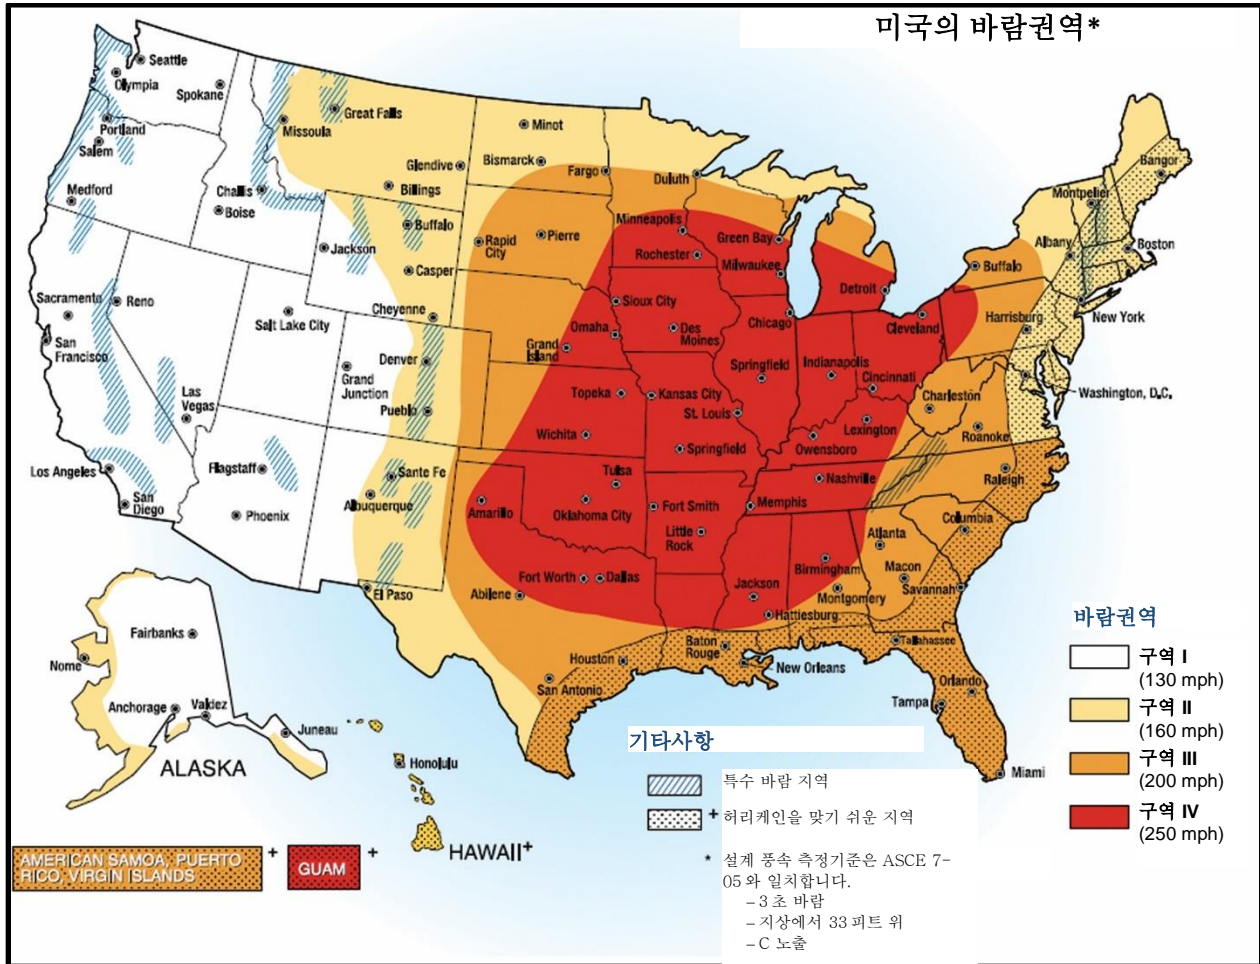 미국의 바람권역*
Seattle
Olympia
Spokane
Portland
Salem
Medford
Missoula
Great Falls
Challis
Boise
Glendive
Billings
Buffalo
Jackson
Casper
Cheyenne
Minot
Bismarck
Fargo
Duluth
Rapid
City
Pierre
Minneapolis
Rochester
Green Bay
Milwaukee
Detroit
Chicago
Cleveland
Buffalo
Albany
Montpelier
Bangor
Boston
New York
Harrisburg
Washington, D.C.
Sacramento
San
Francisco
Reno
Las
Vegas
Salt Lake City
Grand
Junction
Denver
Pueblo
Sioux City
Omaha
Grand
Island
Des
Moines
Topeka
Kansas City
St. Louis
Wichita
Springfield
Springfield
Indianapolis
Cincinnati
Lexington
Owensboro
Charleston
Roanoke
Raleigh
Los Angeles
San
Diego
Flagstaff
Phoenix
Sante Fe
Albuquerque
El Paso
Amarillo
Tulsa
Oklahoma City
Fort Smith
Little
Rock
Memphis
Nashville
Fort Worth
Dallas
Abilene
Jackson
Hattiesburg
Birmingham
Montgomery
Atlanta
Macon
Columbia
Savannah
Tallahassee
Baton
Rouge
New Orleans
Houston
San Antonio
Orlando
Tampa
Miami
Fairbanks
Nome
Anchorage
Valdez
Juneau
ALASKA
Honolulu
HAWAII+
AMERICAN SAMOA, PUERTO
RICO, VIRGIN ISLANDS
+
GUAM
+
기타사항
특수 바람 지역
+ 허리케인을 맞기 쉬운 지역
* 설계 풍속 측정기준은 ASCE 7-
05 와 일치합니다.
– 3 초 바람
– 지상에서 33 피트 위
– C 노출
바람권역
구역 I
(130 mph)
구역 II
(160 mph)
구역 III
(200 mph)
구역 IV
(250 mph)